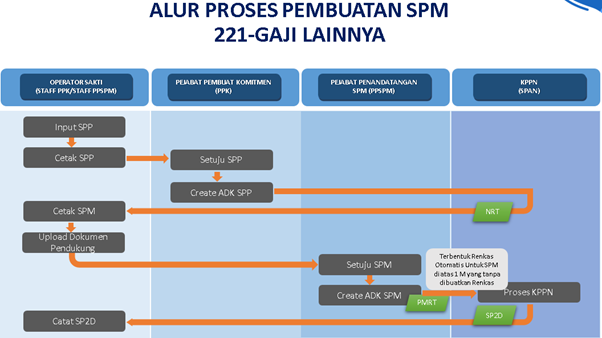 ALUR PROSES PEMBUATAN SPM
221-GAJI LAINNYA
OPERATOR SAKTI
(STAFF PPK/STAFF PPSPM)
PEJABAT PEMBUAT KOMITMEN
(PPK)
PEJABAT PENANDATANGAN
SPM (PPSPM)
KPPN
(SPAN)
Input SPP
Cetak SPP
Setuju SPP
Create ADK SPP
Cetak SPM
NRT
Upload Dokumen
Pendukung
Setuju SPM
Terbentuk Renkas
Otomatis Untuk SPM
di atas 1 M yang tanpa
dibuatkan Renkas
Create ADK SPM
PMRT
Proses KPPN
Catat SP2D
SP2D